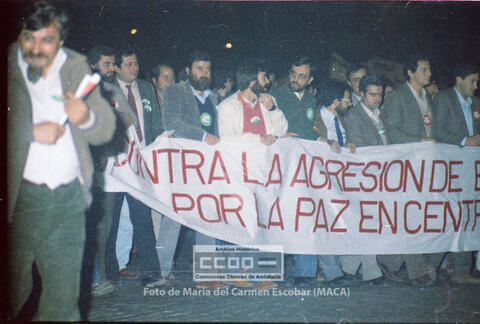 CONTRA LA AGRESION DE E
POR LA PAZ EN CENTR
Archivo Histórico
CCOO
Comisiones Obreras de Andalucía
Foto de María del Carmen Escobar (MACA)